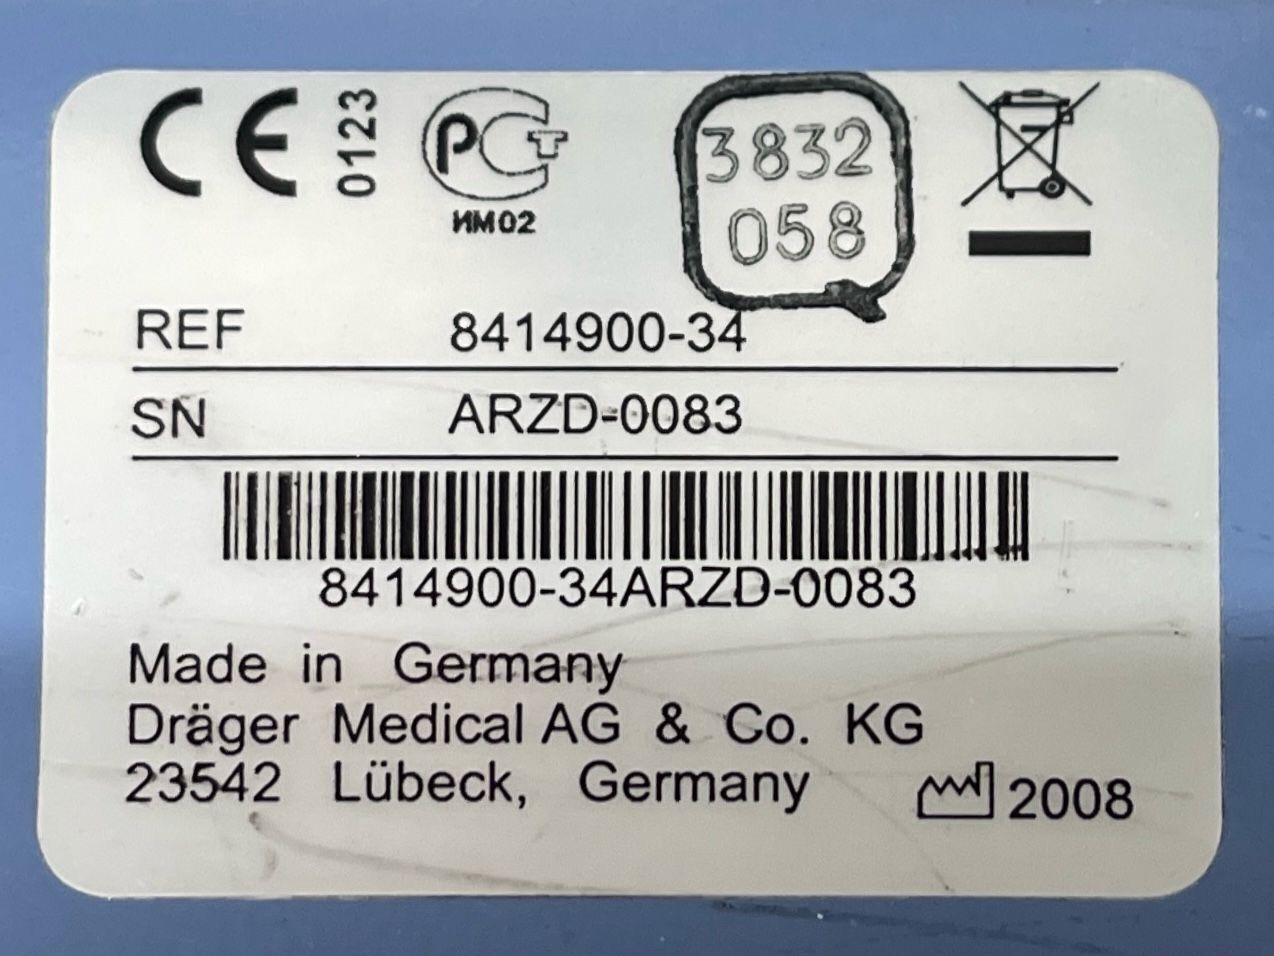 CE 0123 PCT 3832
ИМ02 058
REF 8414900-34
SN ARZD-0083
8414900-34ARZD-0083
Made in Germany
Dräger Medical AG & Co. KG
23542 Lübeck, Germany 2008